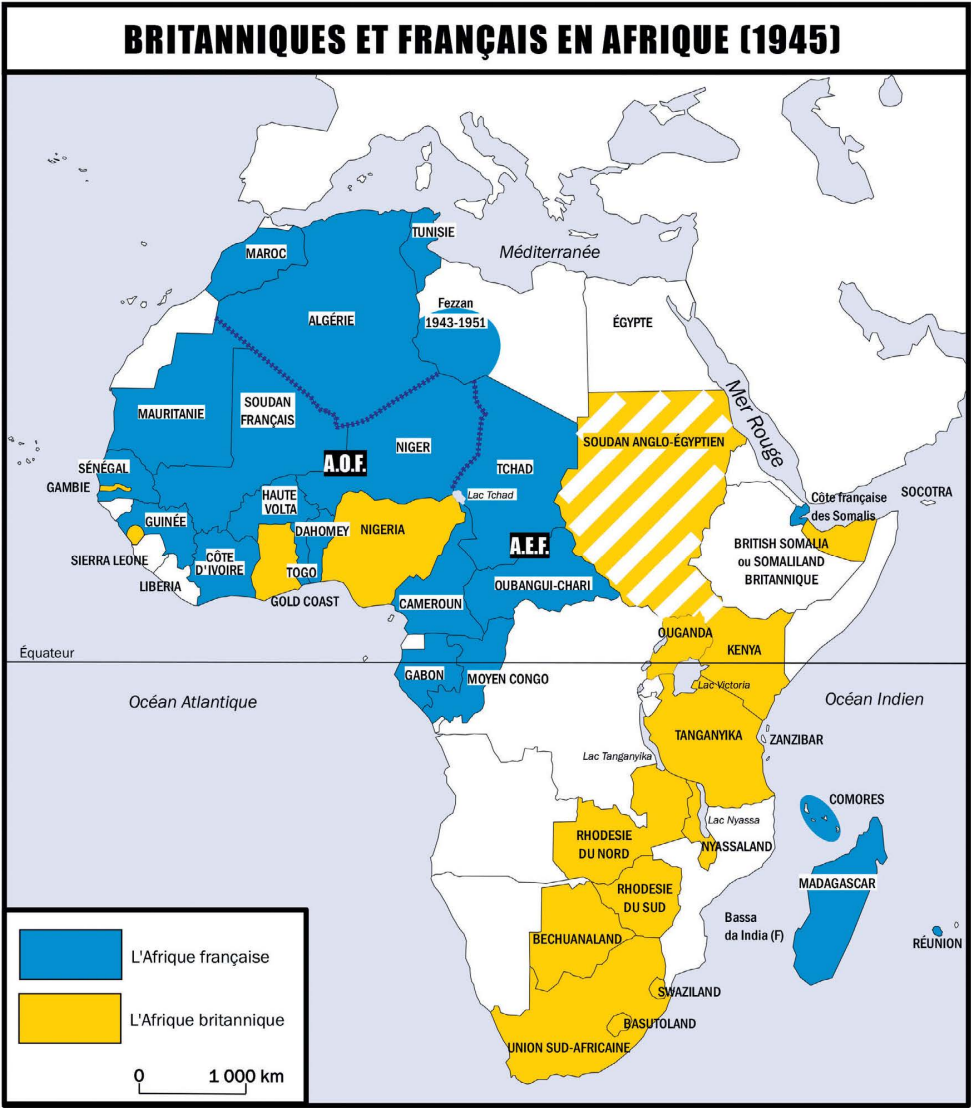 BRITANNIQUES ET FRANÇAIS EN AFRIQUE (1945)
Méditerranée
MAROC
TUNISIE
ALGÉRIE
Fezzan
1943-1951
ÉGYPTE
Mer Rouge
MAURITANIE
SOUDAN
FRANÇAIS
NIGER
A.O.F.
TCHAD
SOUDAN ANGLO-ÉGYPTIEN
SÉNÉGAL
GAMBIE
Lac Tchad
HAUTE
VOLTA
GUINÉE
DAHOMEY
NIGERIA
A.E.F.
Côte française
des Somalis
SOCOTRA
SIERRA LEONE
LIBERIA
CÔTE
D'IVOIRE
TOGO
GOLD COAST
CAMEROUN
OUBANGUI-CHARI
BRITISH SOMALIA
ou SOMALILAND
BRITANNIQUE
Équateur
OUGANDA
KENYA
GABON
MOYEN CONGO
Lac Victoria
Océan Atlantique
Océan Indien
TANGANYIKA
ZANZIBAR
Lac Tanganyika
COMORES
Lac Nyassa
RHODESIE
DU NORD
NYASSALAND
RHODESIE
DU SUD
MADAGASCAR
Bassa
da India (F)
RÉUNION
BECHUANALAND
SWAZILAND
BASUTOLAND
UNION SUD-AFRICAINE
L'Afrique française
L'Afrique britannique
0 1 000 km